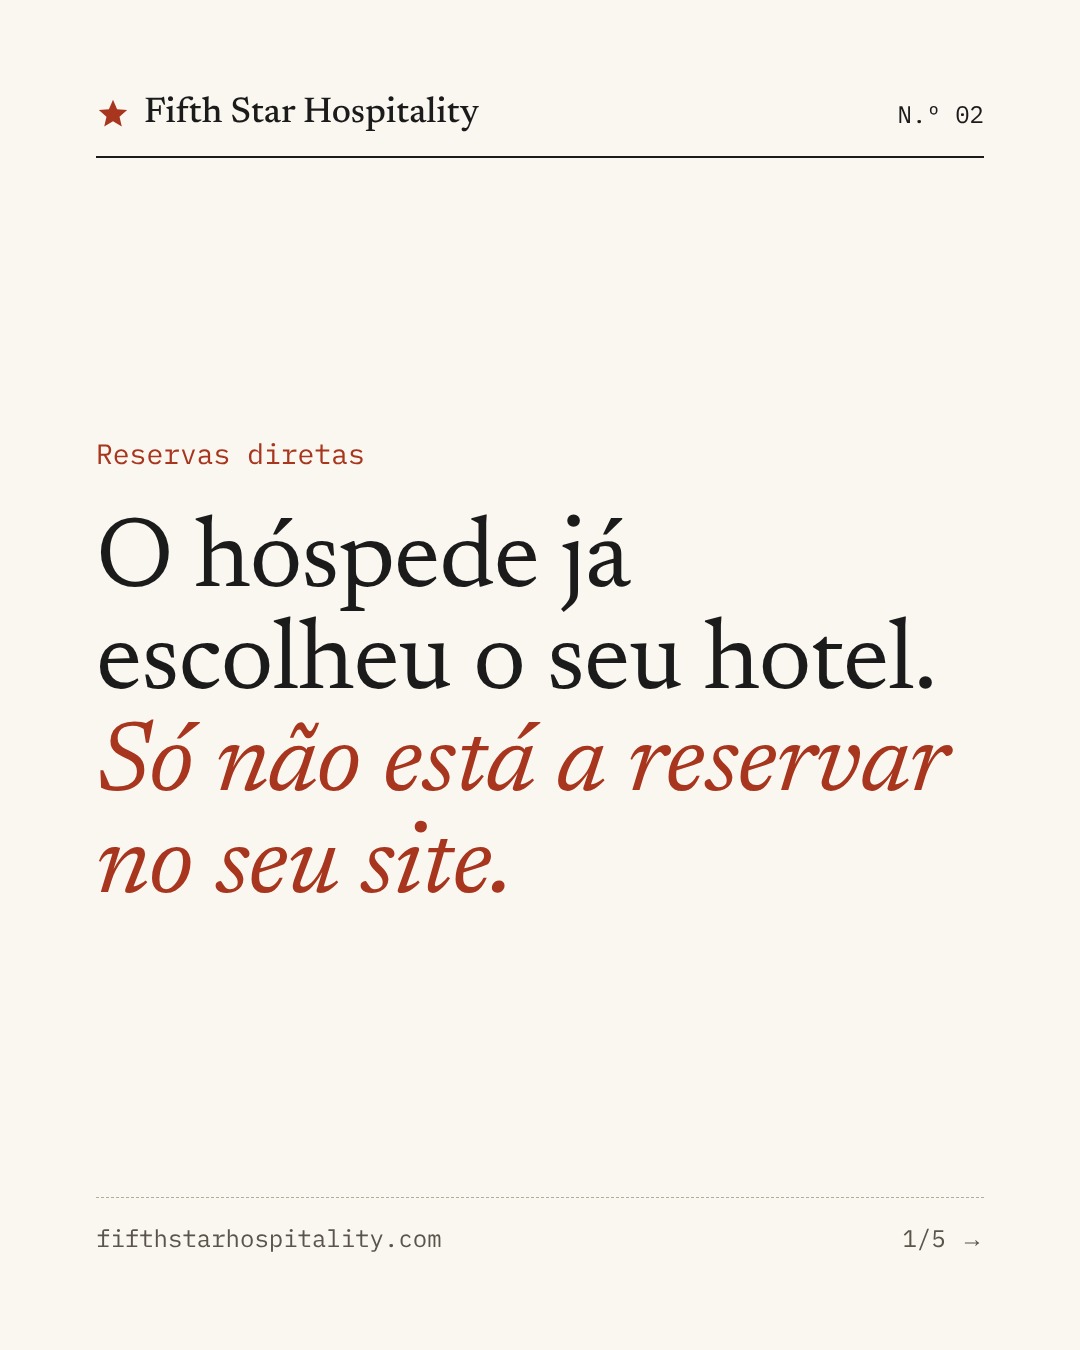 Fifth Star Hospitality
N.º 02
Reservas diretas
O hóspede já
escolheu o seu hotel.
Só não está a reservar
no seu site.
fifthstarhospitality.com
1/5 →